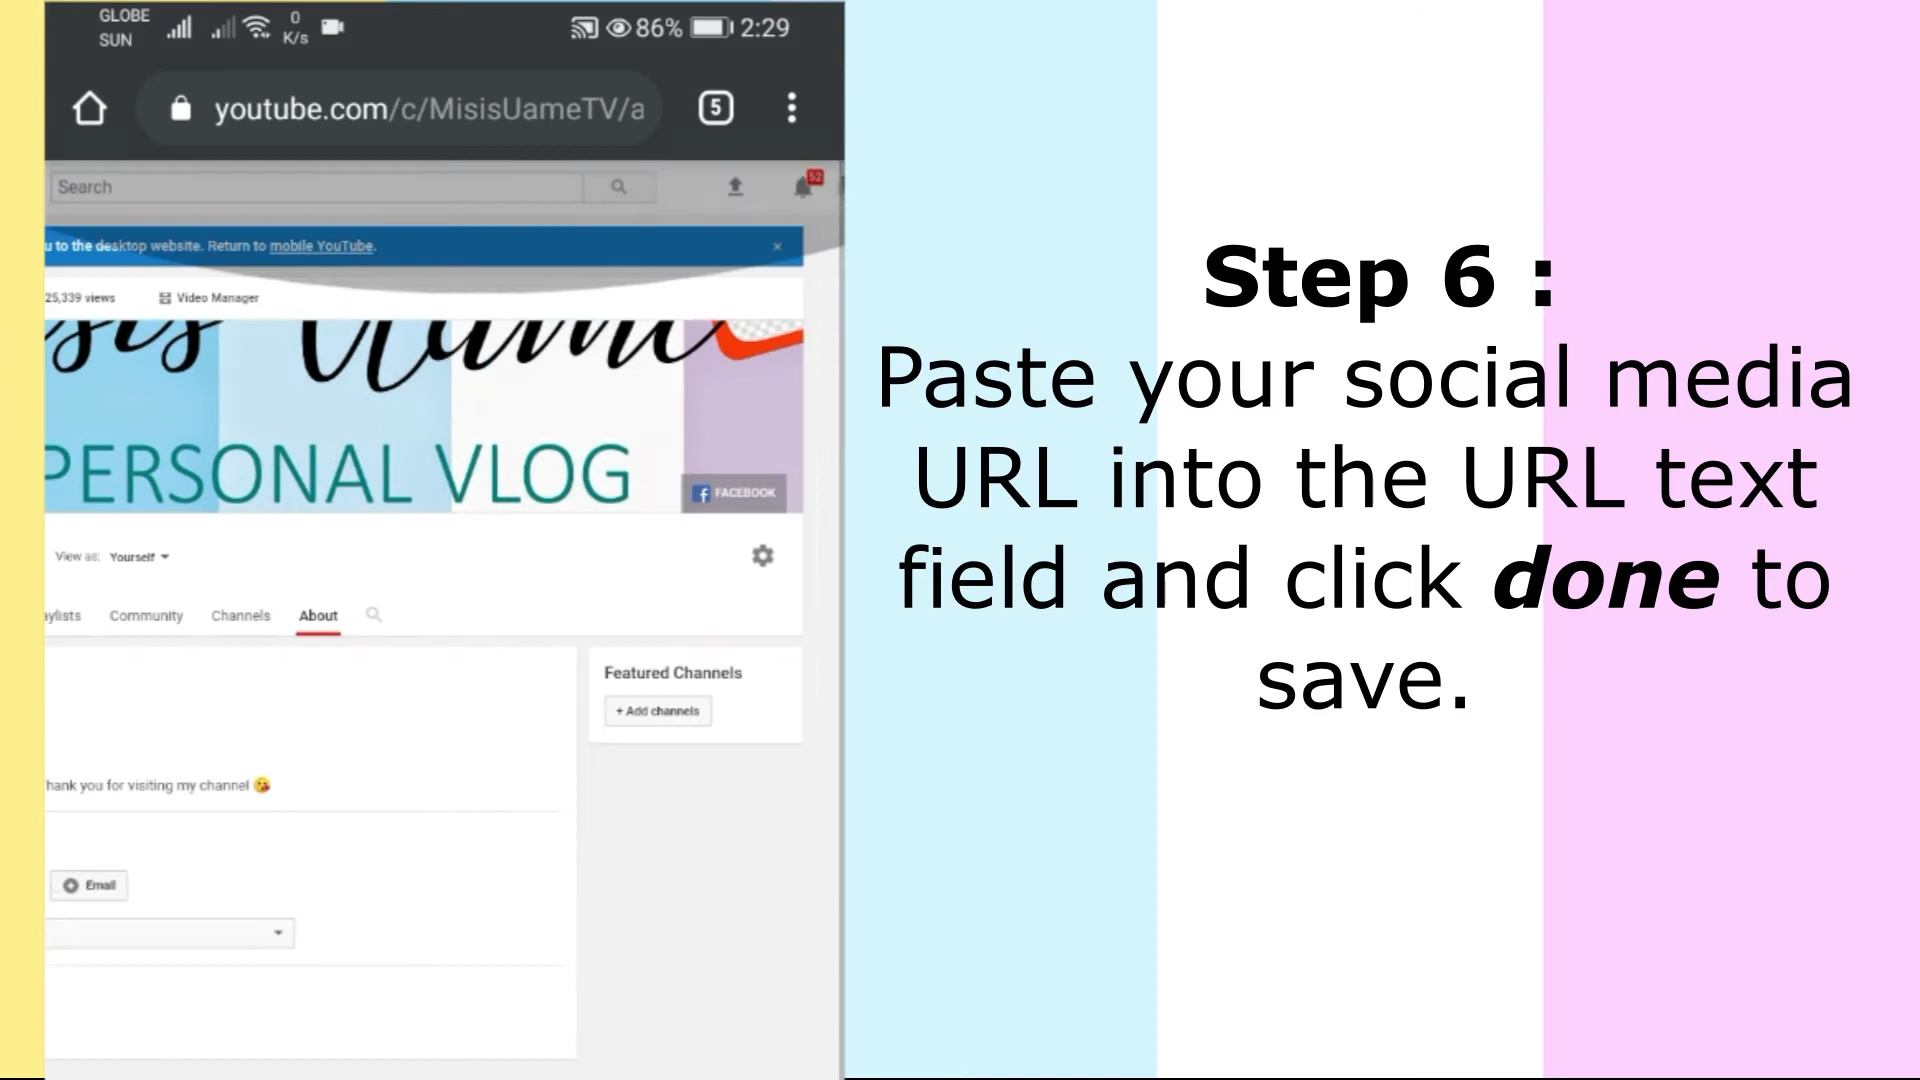 GLOBE
SUN
0
K/s
86%
2:29
youtube.com/c/MisisUameTV/a
5
Search
52
u to the desktop website. Return to mobile YouTube.
×
25,339 views
Video Manager
sis Uame
PERSONAL VLOG
FACEBOOK
View as: Yourself
aylists
Community
Channels
About
Featured Channels
+ Add channels
hank you for visiting my channel 😘
Email
Step 6 :
Paste your social media
URL into the URL text
field and click done to
save.